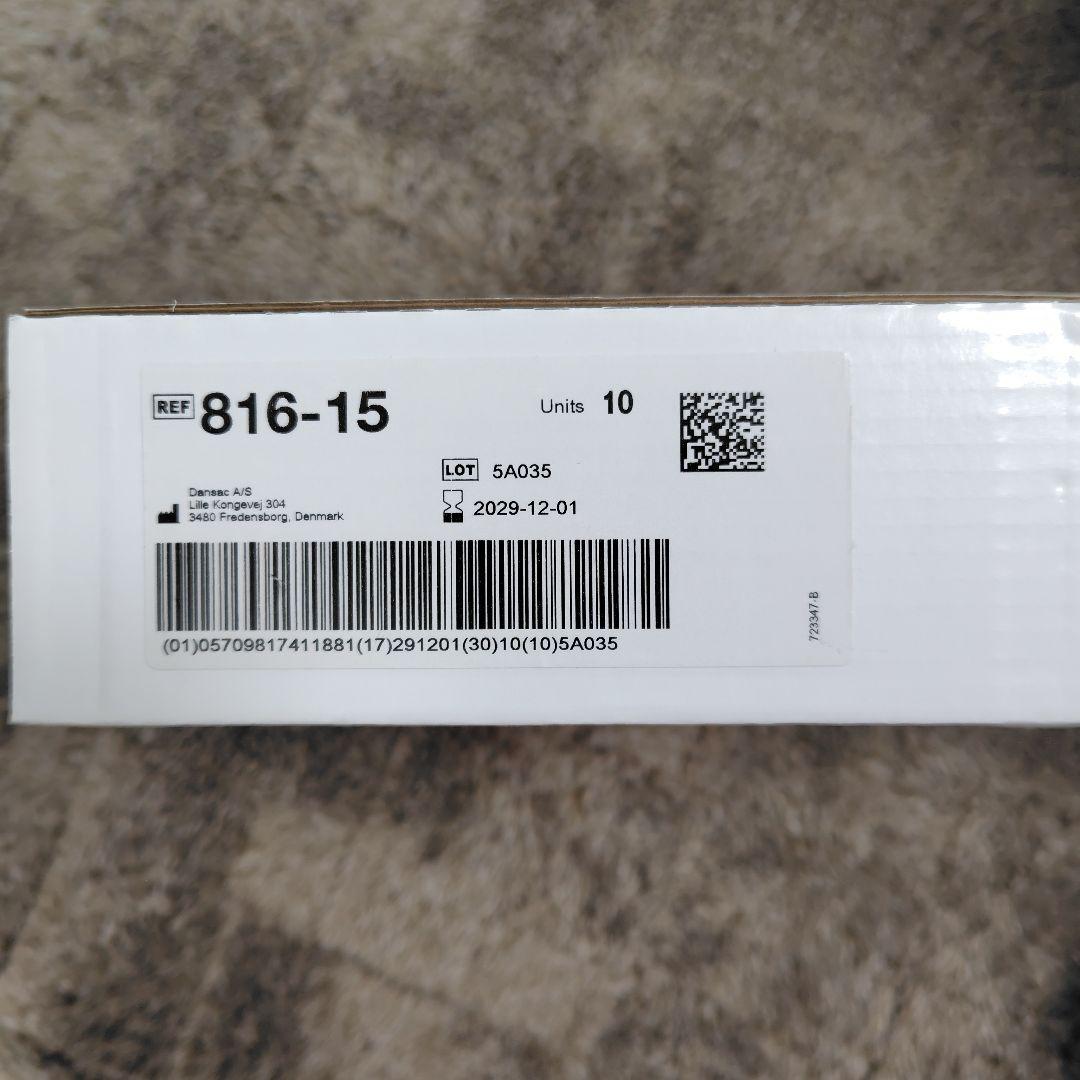 REF 816-15
Units 10
LOT 5A035
2029-12-01
Dansac A/S
Lille Kongevej 304
3480 Fredensborg, Denmark
(01)05709817411881(17)291201(30)10(10)5A035
723347-B